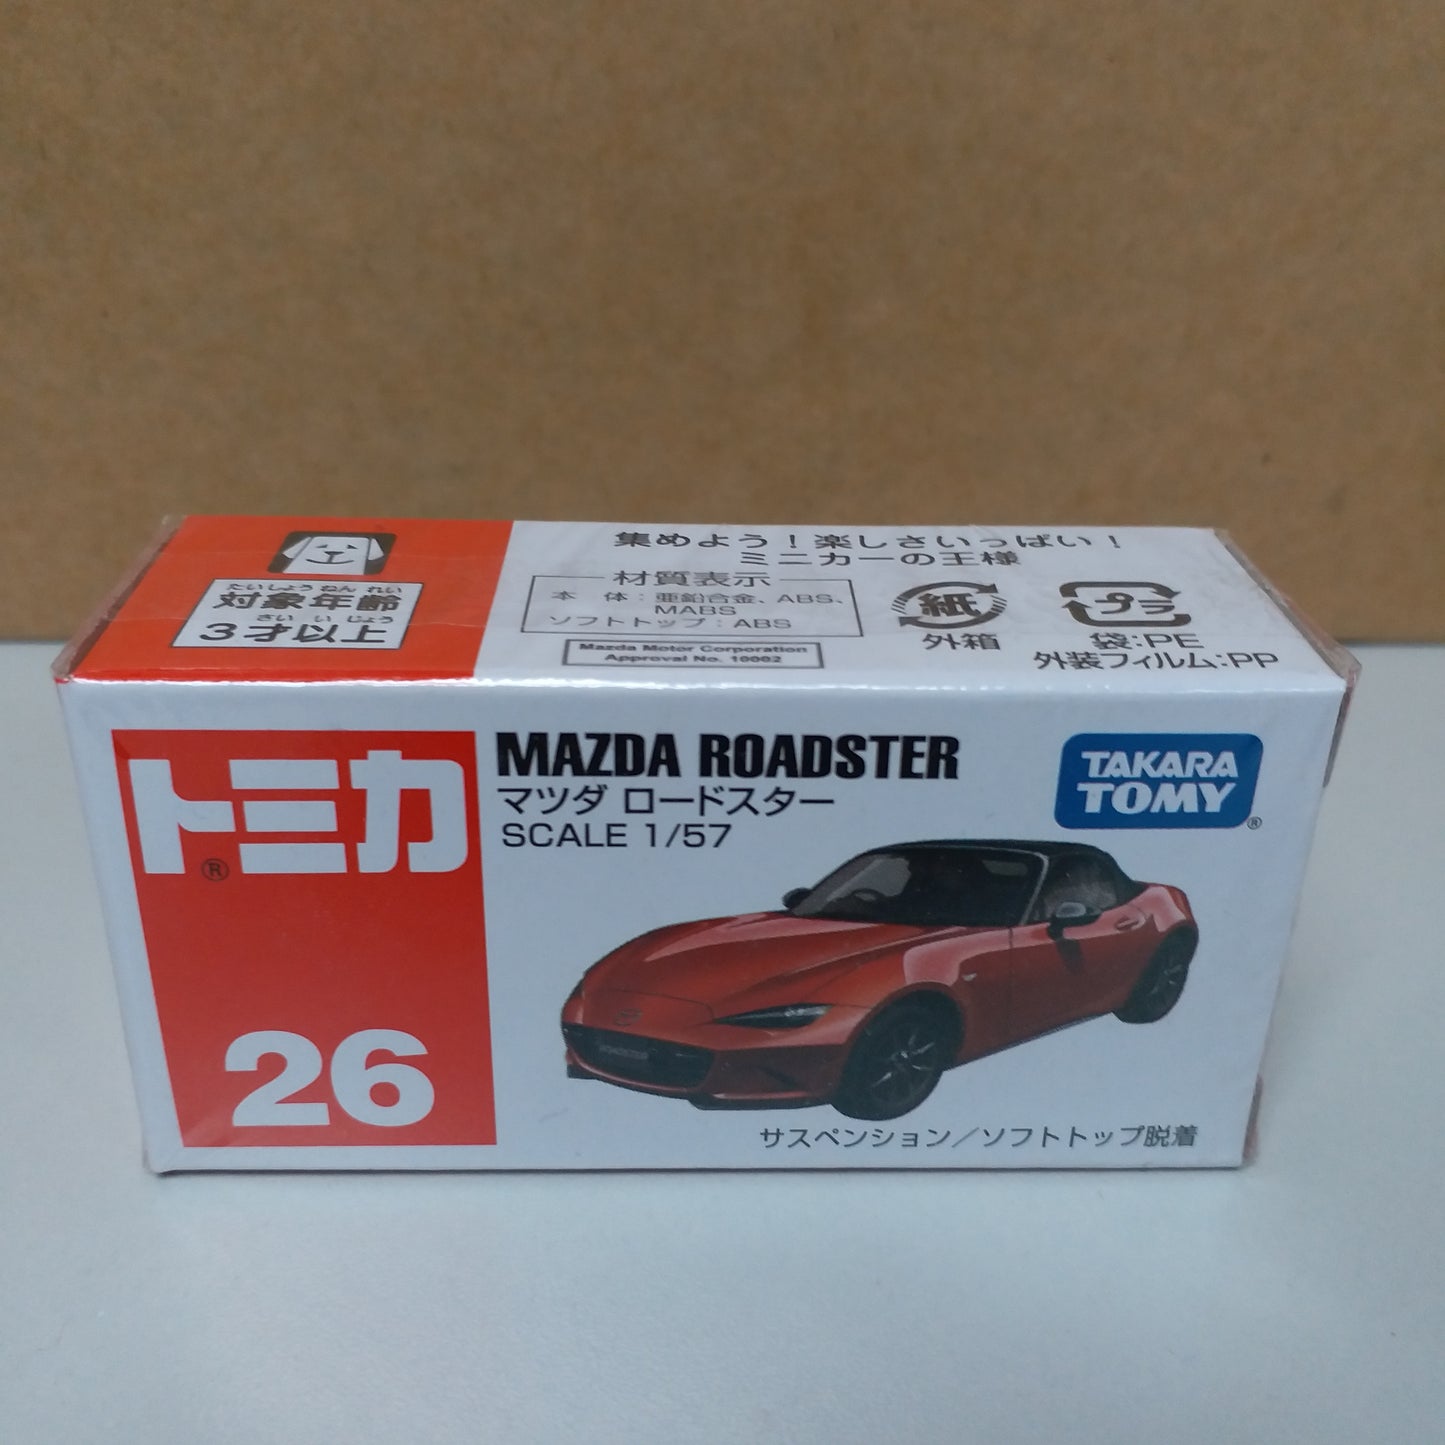 たいしょう ねん れい
対象年齢
さい い じょう
3才以上
集めよう！楽しさいっぱい！
ミニカーの王様
材質表示
本 体：亜鉛合金、ABS、
MABS
ソフトトップ：ABS
Mazda Motor Corporation
Approval No. 10002
紙
外箱
プラ
袋:PE
外装フィルム:PP
トミカ
®
26
MAZDA ROADSTER
マツダ ロードスター
SCALE 1/57
TAKARA
TOMY
®
ROADSTER
サスペンション／ソフトトップ脱着